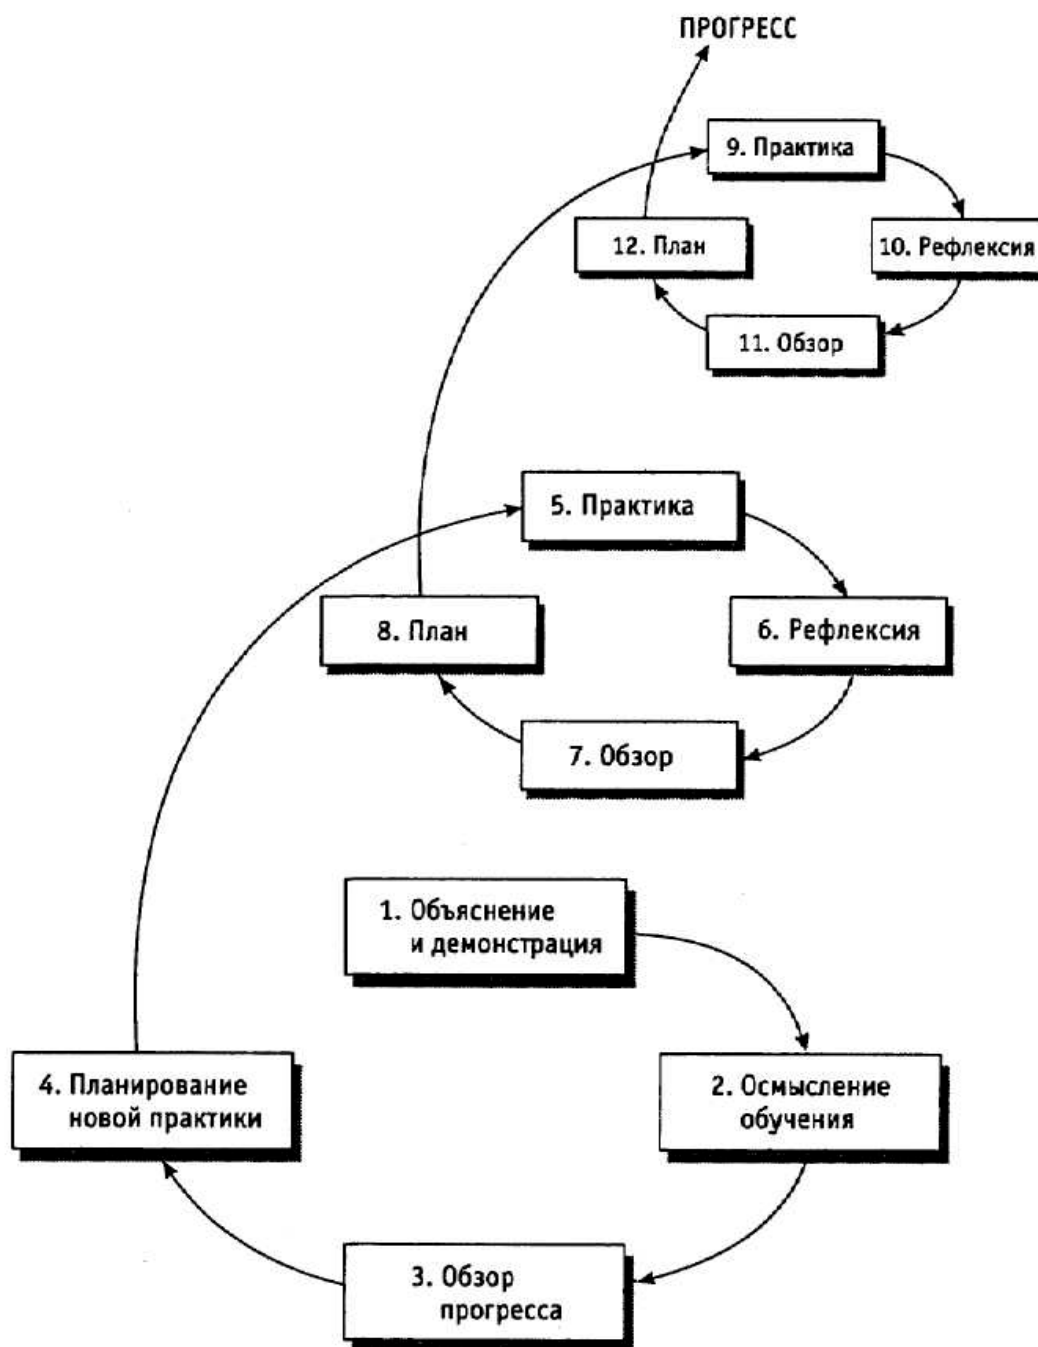 ПРОГРЕСС
9. Практика
12. План
10. Рефлексия
11. Обзор
5. Практика
8. План
6. Рефлексия
7. Обзор
1. Объяснение
и демонстрация
4. Планирование
новой практики
2. Осмысление
обучения
3. Обзор
прогресса